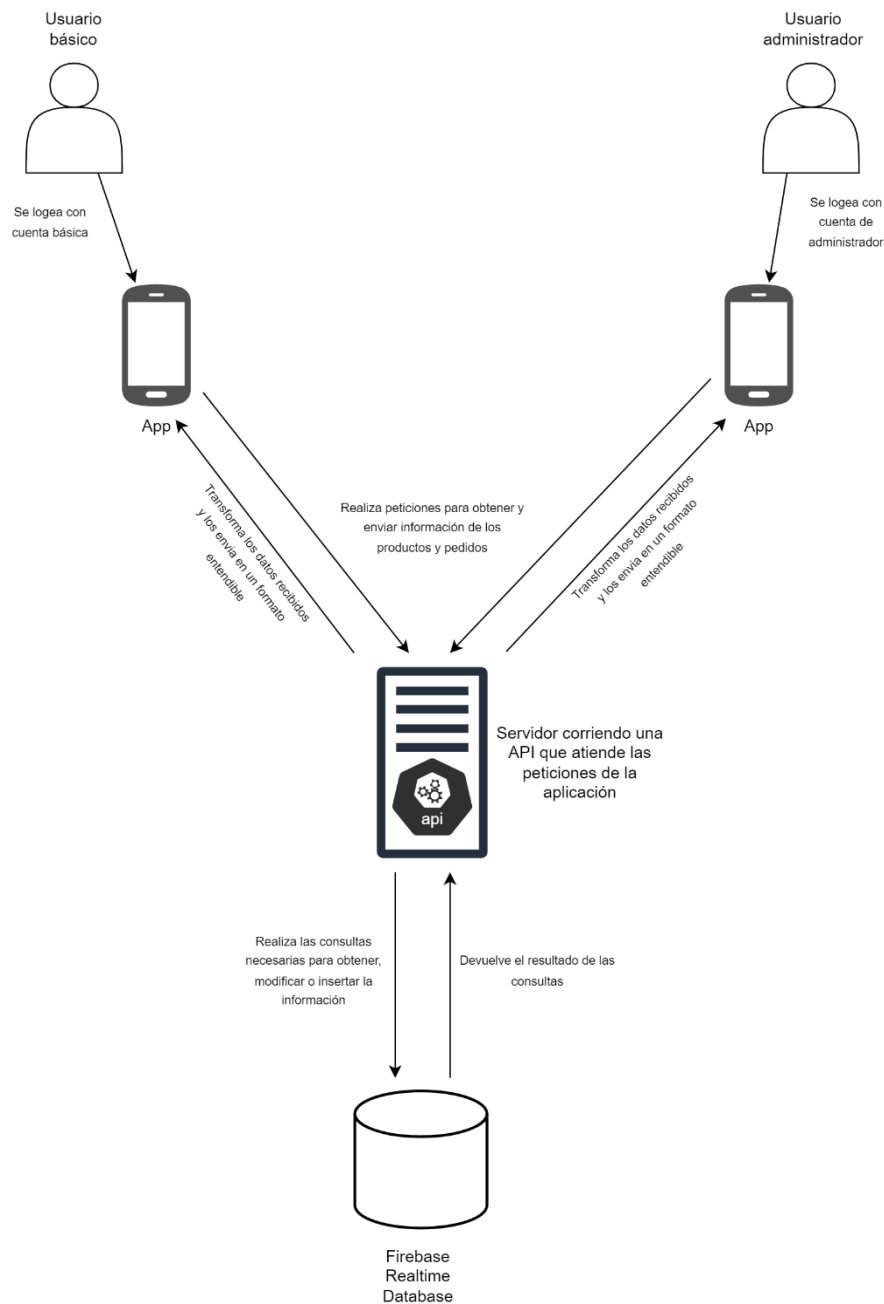 Usuario
básico
Usuario
administrador
Se logea con
cuenta básica
Se logea con
cuenta de
administrador
App
App
Transforma los datos recibidos
y los envia en un formato
entendible
Realiza peticiones para obtener y
enviar información de los
productos y pedidos
Transforma los datos recibidos
y los envia en un formato
entendible
api
Servidor corriendo una
API que atiende las
peticiones de la
aplicación
Realiza las consultas
necesarias para obtener,
modificar o insertar la
información
Devuelve el resultado de las
consultas
Firebase
Realtime
Database